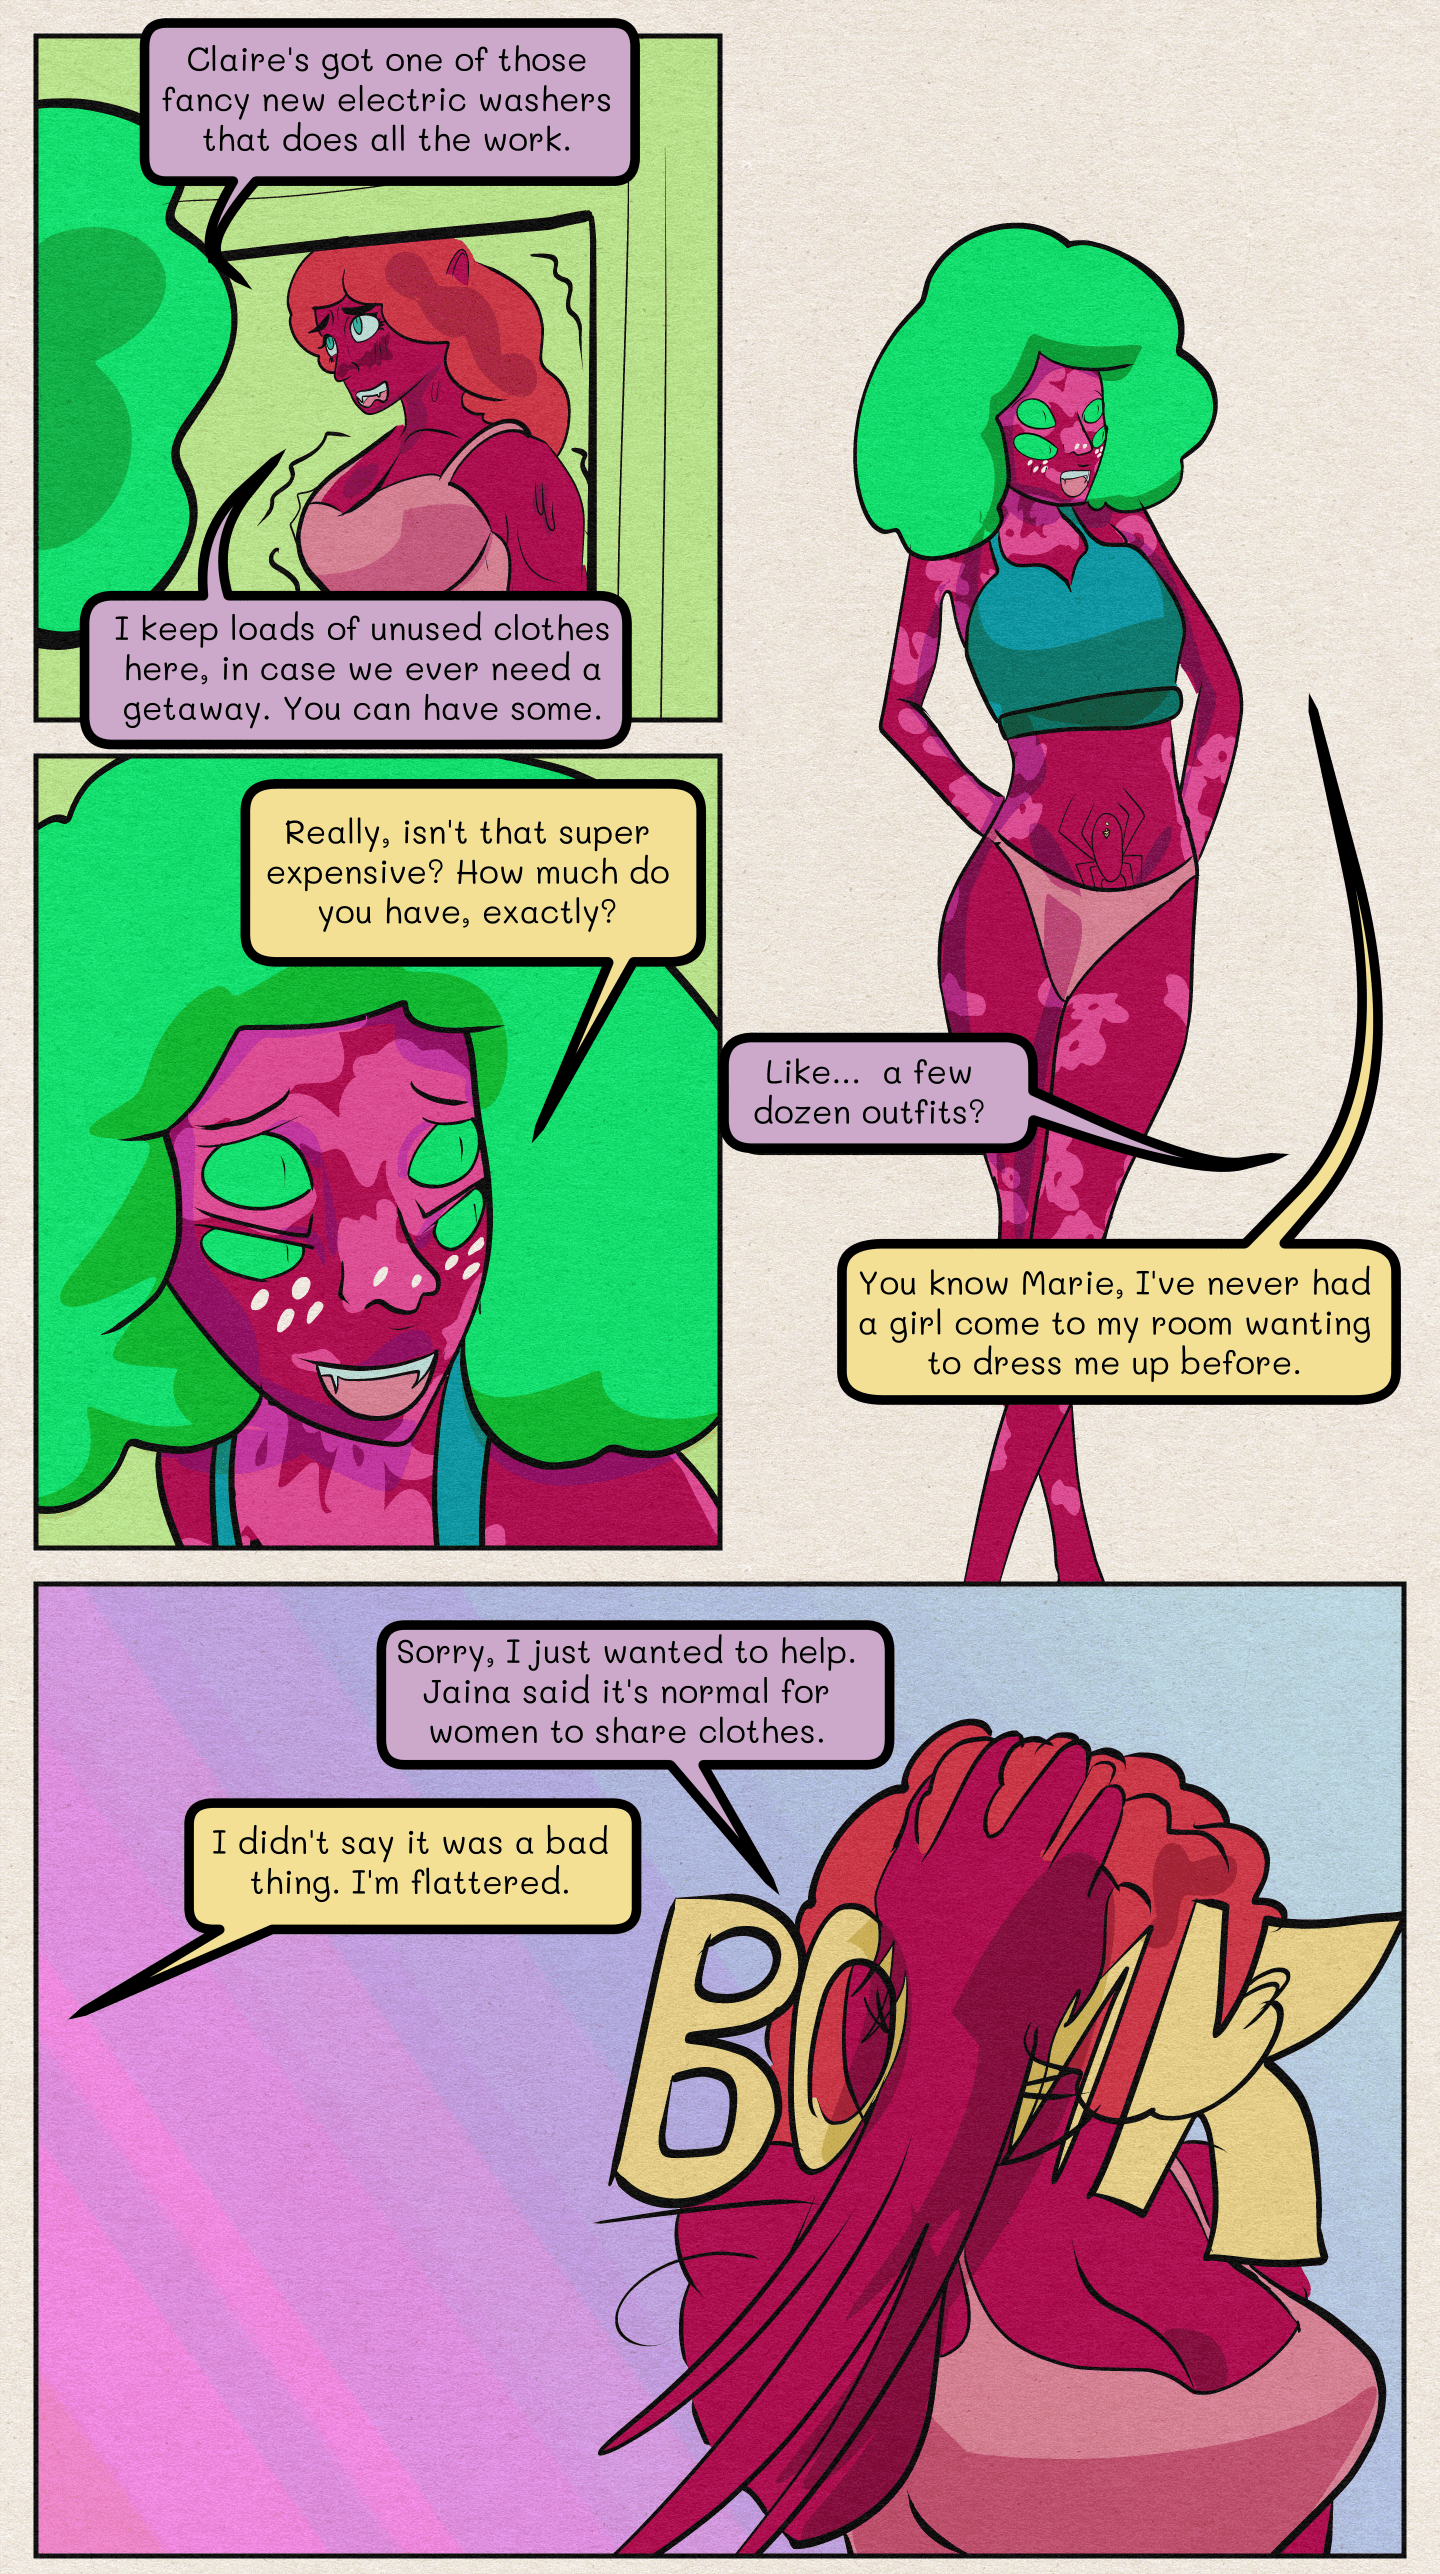 Claire's got one of those
fancy new electric washers
that does all the work.
I keep loads of unused clothes
here, in case we ever need a
getaway. You can have some.
Really, isn't that super
expensive? How much do
you have, exactly?
Like... a few
dozen outfits?
You know Marie, I've never had
a girl come to my room wanting
to dress me up before.
Sorry, I just wanted to help.
Jaina said it's normal for
women to share clothes.
I didn't say it was a bad
thing. I'm flattered.
BONK